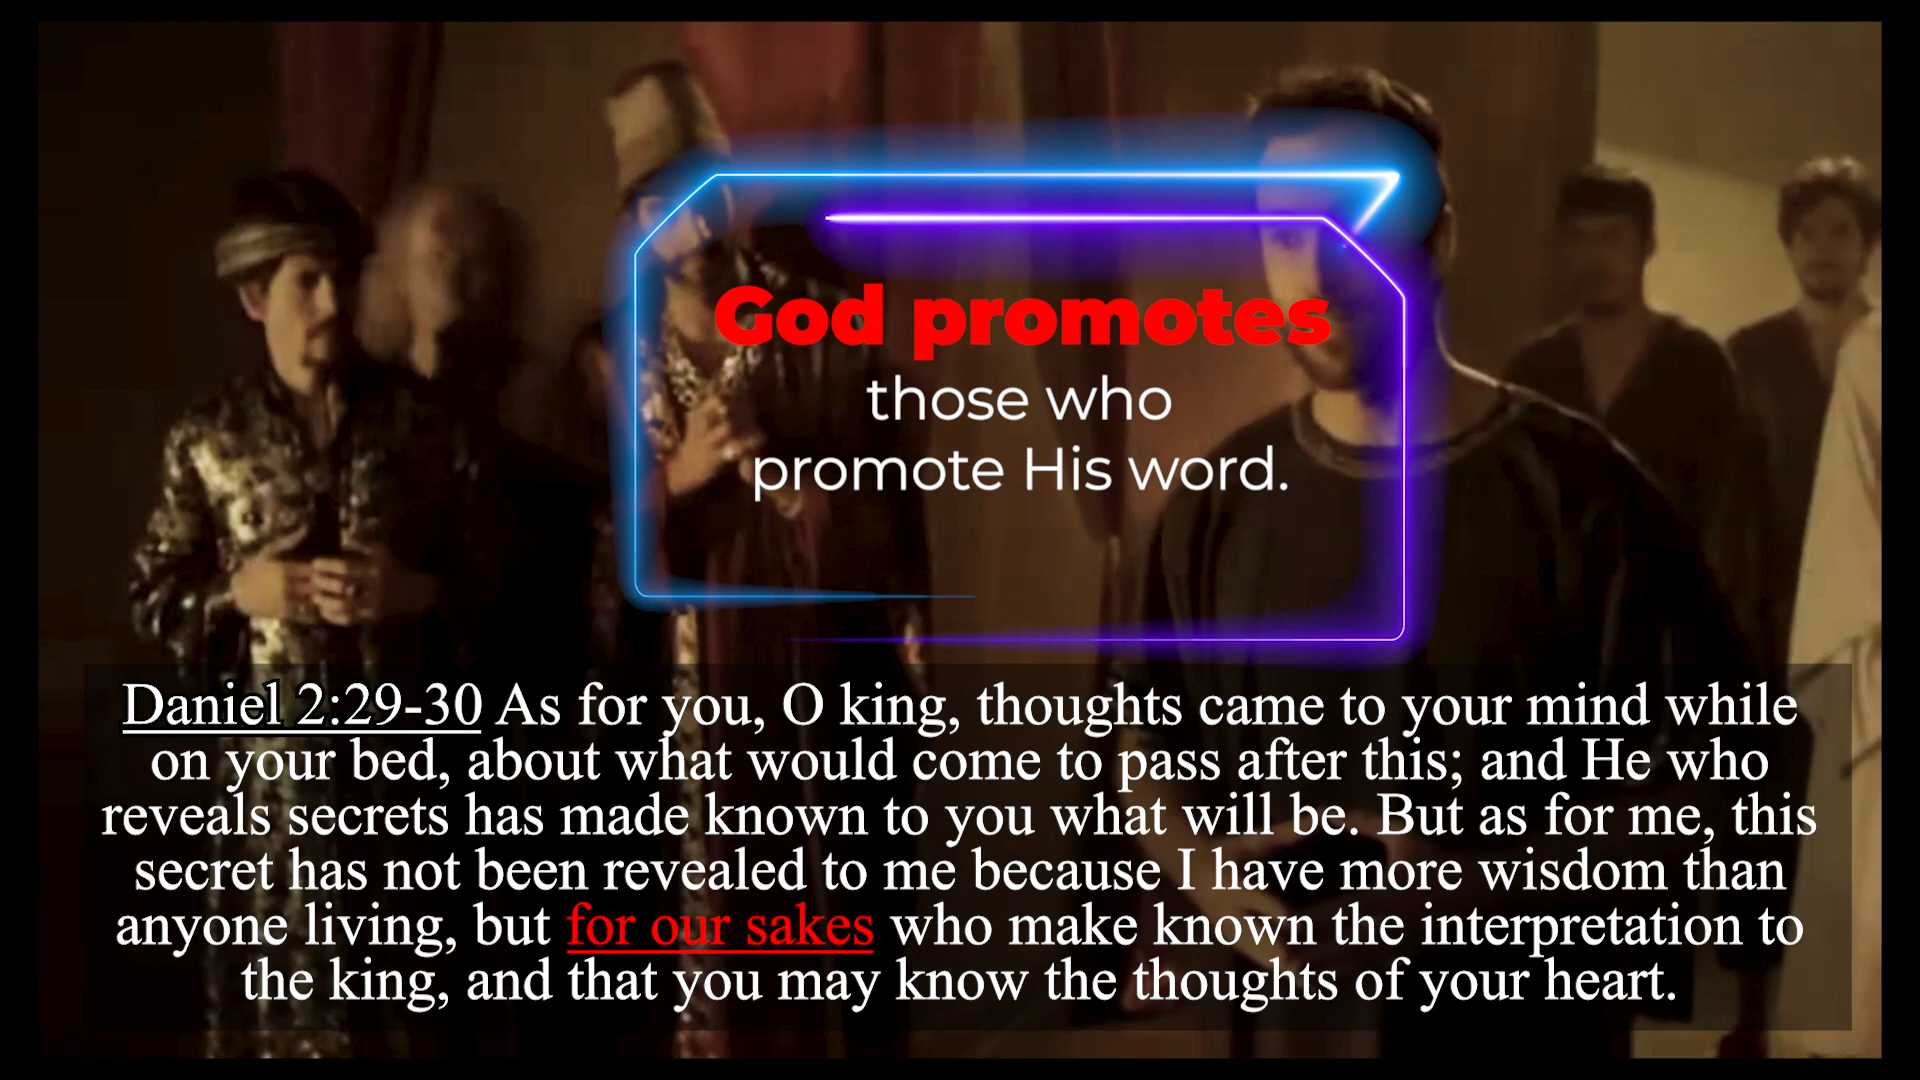 God promotes
those who
promote His word.
Daniel 2:29-30 As for you, O king, thoughts came to your mind while
on your bed, about what would come to pass after this; and He who
reveals secrets has made known to you what will be. But as for me, this
secret has not been revealed to me because I have more wisdom than
anyone living, but for our sakes who make known the interpretation to
the king, and that you may know the thoughts of your heart.